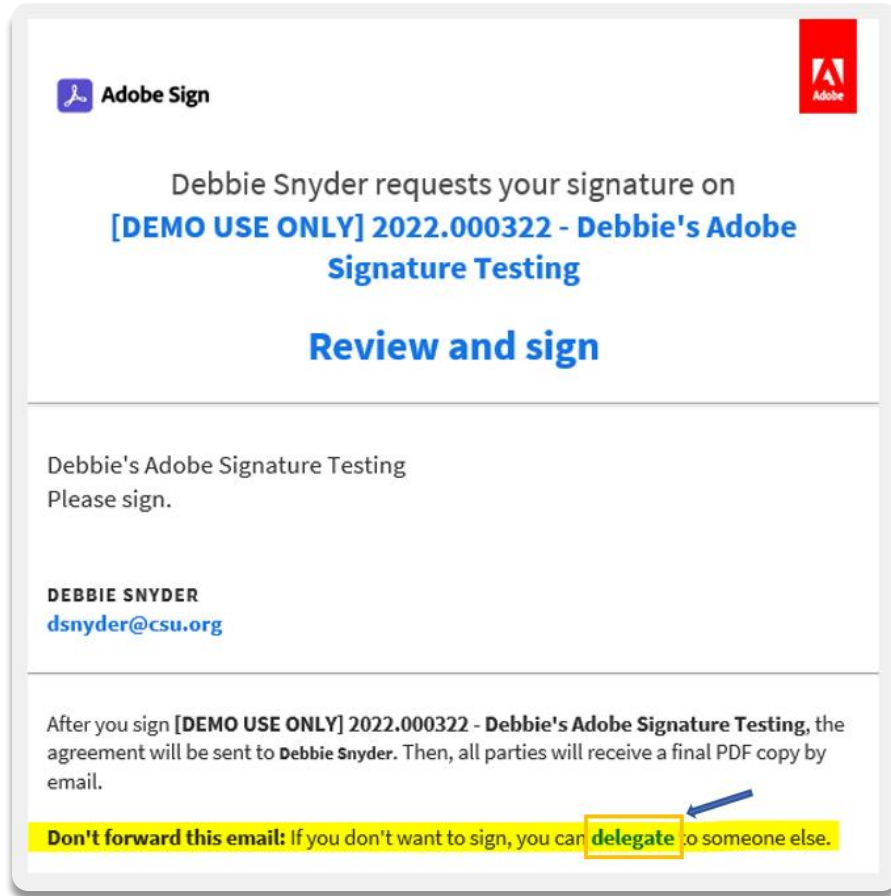 Adobe Sign
Adobe
Debbie Snyder requests your signature on
[DEMO USE ONLY] 2022.000322 - Debbie's Adobe
Signature Testing
Review and sign
Debbie's Adobe Signature Testing
Please sign.
DEBBIE SNYDER
dsnyder@csu.org
After you sign [DEMO USE ONLY] 2022.000322 - Debbie's Adobe Signature Testing, the
agreement will be sent to Debbie Snyder. Then, all parties will receive a final PDF copy by
email.
Don't forward this email: If you don't want to sign, you can delegate to someone else.